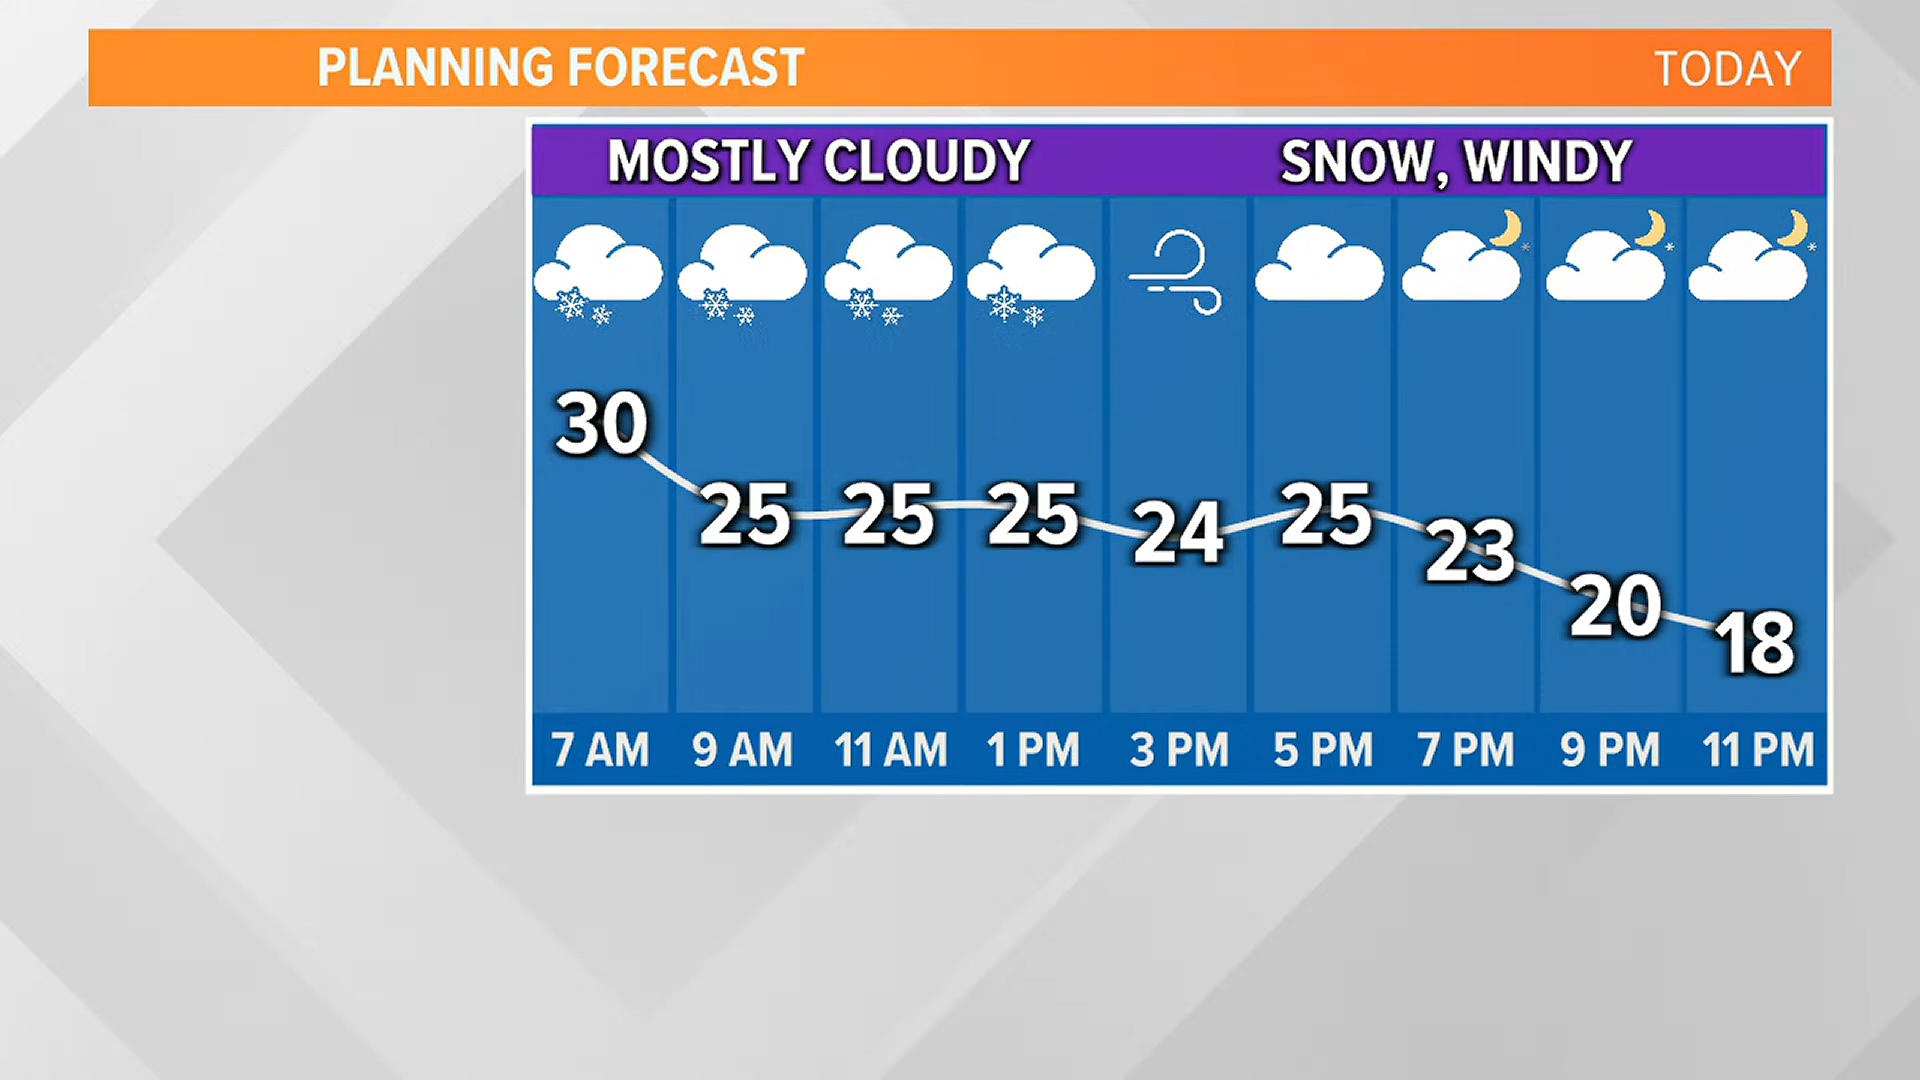 PLANNING FORECAST TODAY
MOSTLY CLOUDY SNOW, WINDY
30 25 25 25 24 25 23 20 18
7 AM 9 AM 11 AM 1 PM 3 PM 5 PM 7 PM 9 PM 11 PM